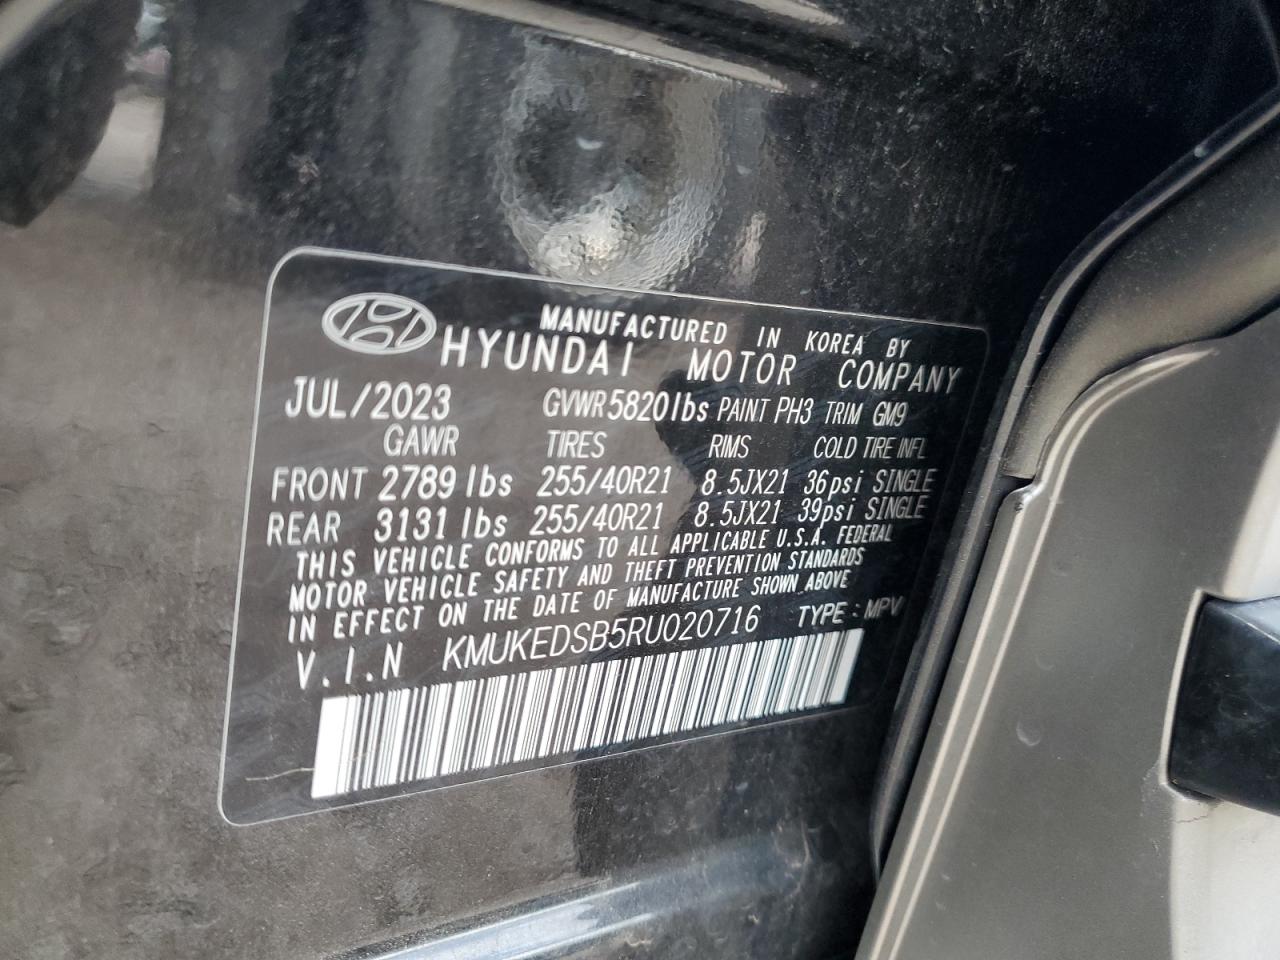 MANUFACTURED IN KOREA BY
HYUNDAI MOTOR COMPANY
JUL/2023 GVWR 5820 lbs PAINT PH3 TRIM GM9
GAWR TIRES RIMS COLD TIRE INFL
FRONT 2789 lbs 255/40R21 8.5JX21 36psi SINGLE
REAR 3131 lbs 255/40R21 8.5JX21 39psi SINGLE
THIS VEHICLE CONFORMS TO ALL APPLICABLE U.S.A. FEDERAL
MOTOR VEHICLE SAFETY AND THEFT PREVENTION STANDARDS
IN EFFECT ON THE DATE OF MANUFACTURE SHOWN ABOVE
V.I.N KMUKEDSB5RU020716 TYPE : MPV